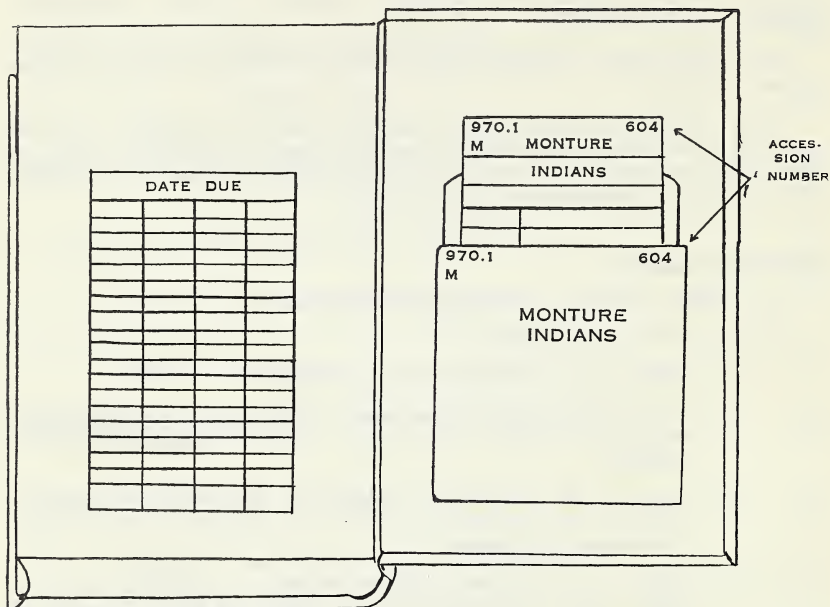 DATE DUE
970.1 604
M MONTURE
INDIANS
970.1 604
M
MONTURE
INDIANS
ACCES-
SION
NUMBER